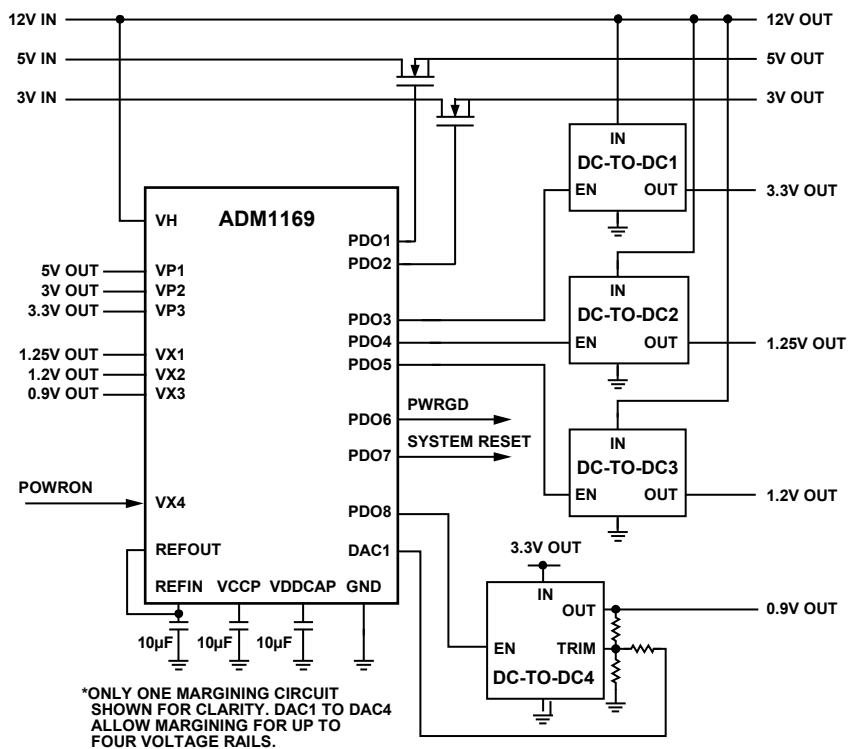 12V IN
12V OUT
5V IN
5V OUT
3V IN
3V OUT
IN
DC-TO-DC1
EN OUT
3.3V OUT
ADM1169
VH
PDO1
PDO2
5V OUT VP1
3V OUT VP2
3.3V OUT VP3
PDO3
PDO4
PDO5
IN
DC-TO-DC2
EN OUT
1.25V OUT
1.25V OUT VX1
1.2V OUT VX2
0.9V OUT VX3
PDO6
PWRGD
PDO7
SYSTEM RESET
IN
DC-TO-DC3
EN OUT
1.2V OUT
POWRON
VX4
PDO8
REFOUT
DAC1
REFIN VCCP VDDCAP GND
10µF 10µF 10µF
3.3V OUT
IN
OUT
0.9V OUT
EN TRIM
DC-TO-DC4
*ONLY ONE MARGINING CIRCUIT
SHOWN FOR CLARITY. DAC1 TO DAC4
ALLOW MARGINING FOR UP TO
FOUR VOLTAGE RAILS.